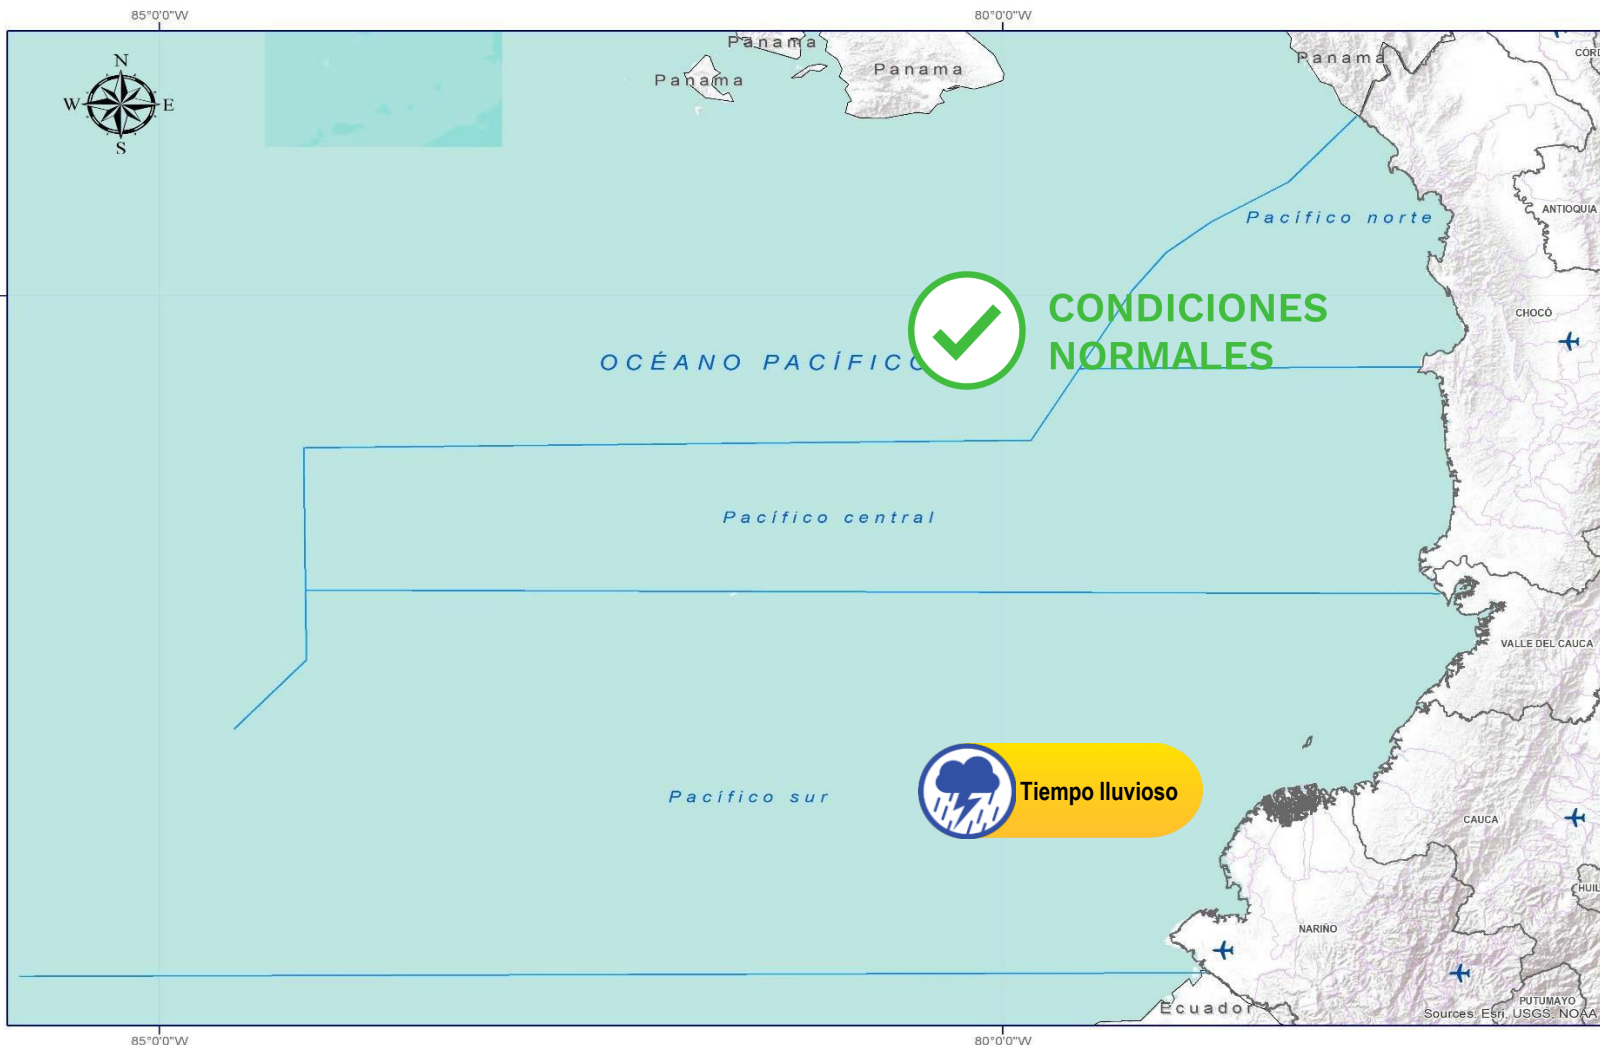 85°0'0"W
80°0'0"W
N
W
E
S
Panama
Panama
Panama
Panama
ANTIOQUIA
Pacífico norte
CONDICIONES
NORMALES
CHOCÓ
OCÉANO PACÍFICO
Pacífico central
VALLE DEL CAUCA
Tiempo lluvioso
Pacífico sur
CAUCA
NARIÑO
PUTUMAYO
Ecuador
Sources: Esri, USGS, NOAA
85°0'0"W
80°0'0"W